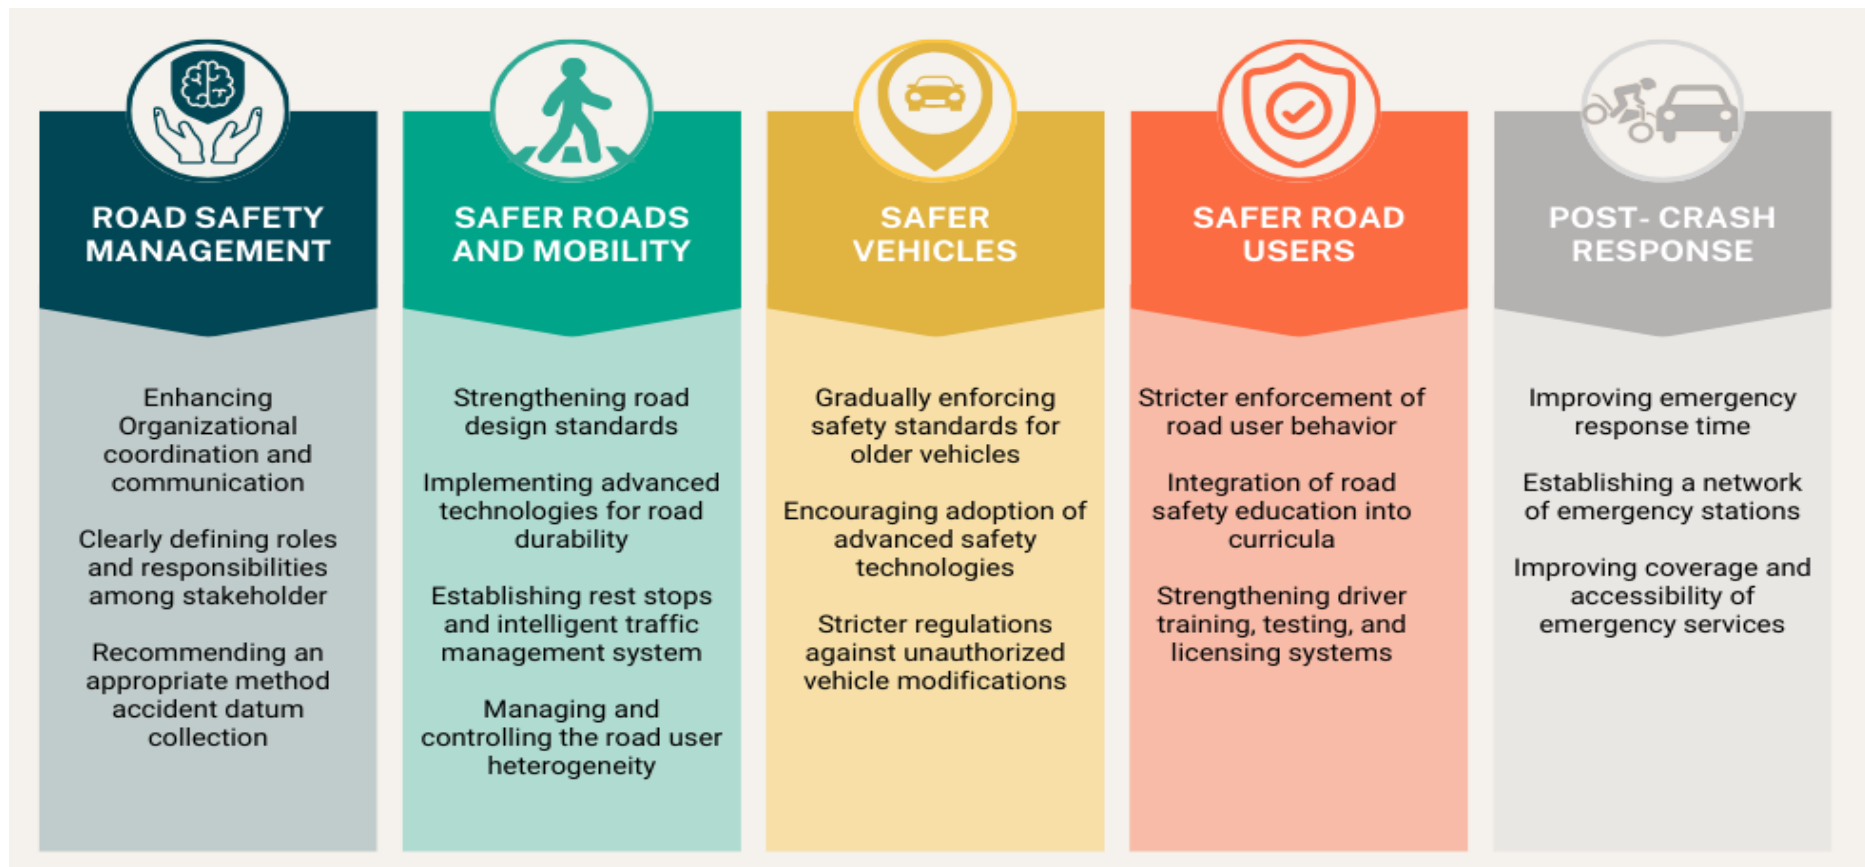 ROAD SAFETY
MANAGEMENT
Enhancing
Organizational
coordination and
communication
Clearly defining roles
and responsibilities
among stakeholder
Recommending an
appropriate method
accident datum
collection
SAFER ROADS
AND MOBILITY
Strengthening road
design standards
Implementing advanced
technologies for road
durability
Establishing rest stops
and intelligent traffic
management system
Managing and
controlling the road user
heterogeneity
SAFER
VEHICLES
Gradually enforcing
safety standards for
older vehicles
Encouraging adoption of
advanced safety
technologies
Stricter regulations
against unauthorized
vehicle modifications
SAFER ROAD
USERS
Stricter enforcement of
road user behavior
Integration of road
safety education into
curricula
Strengthening driver
training, testing, and
licensing systems
POST- CRASH
RESPONSE
Improving emergency
response time
Establishing a network
of emergency stations
Improving coverage and
accessibility of
emergency services